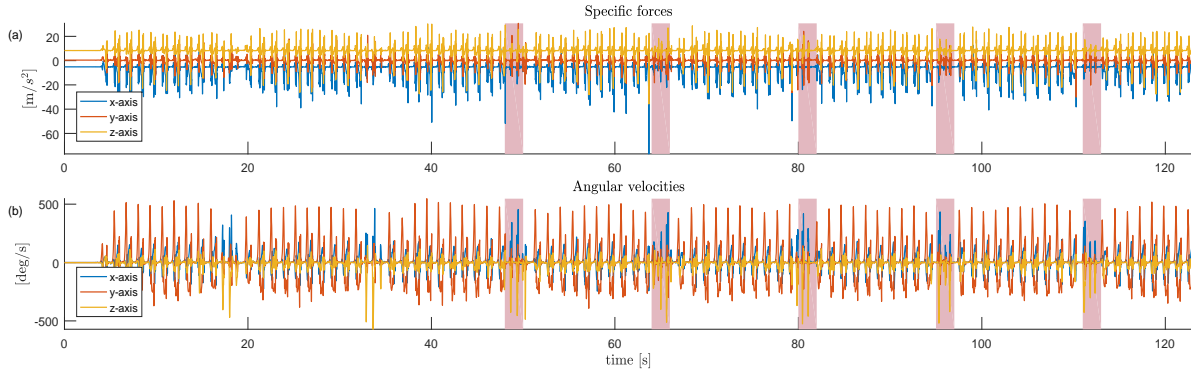 Specific forces
(a)
[m/s²]
20
0
-20
-40
-60
x-axis
y-axis
z-axis
0 20 40 60 80 100 120
Angular velocities
(b)
[deg/s]
500
0
-500
x-axis
y-axis
z-axis
0 20 40 60 80 100 120
time [s]